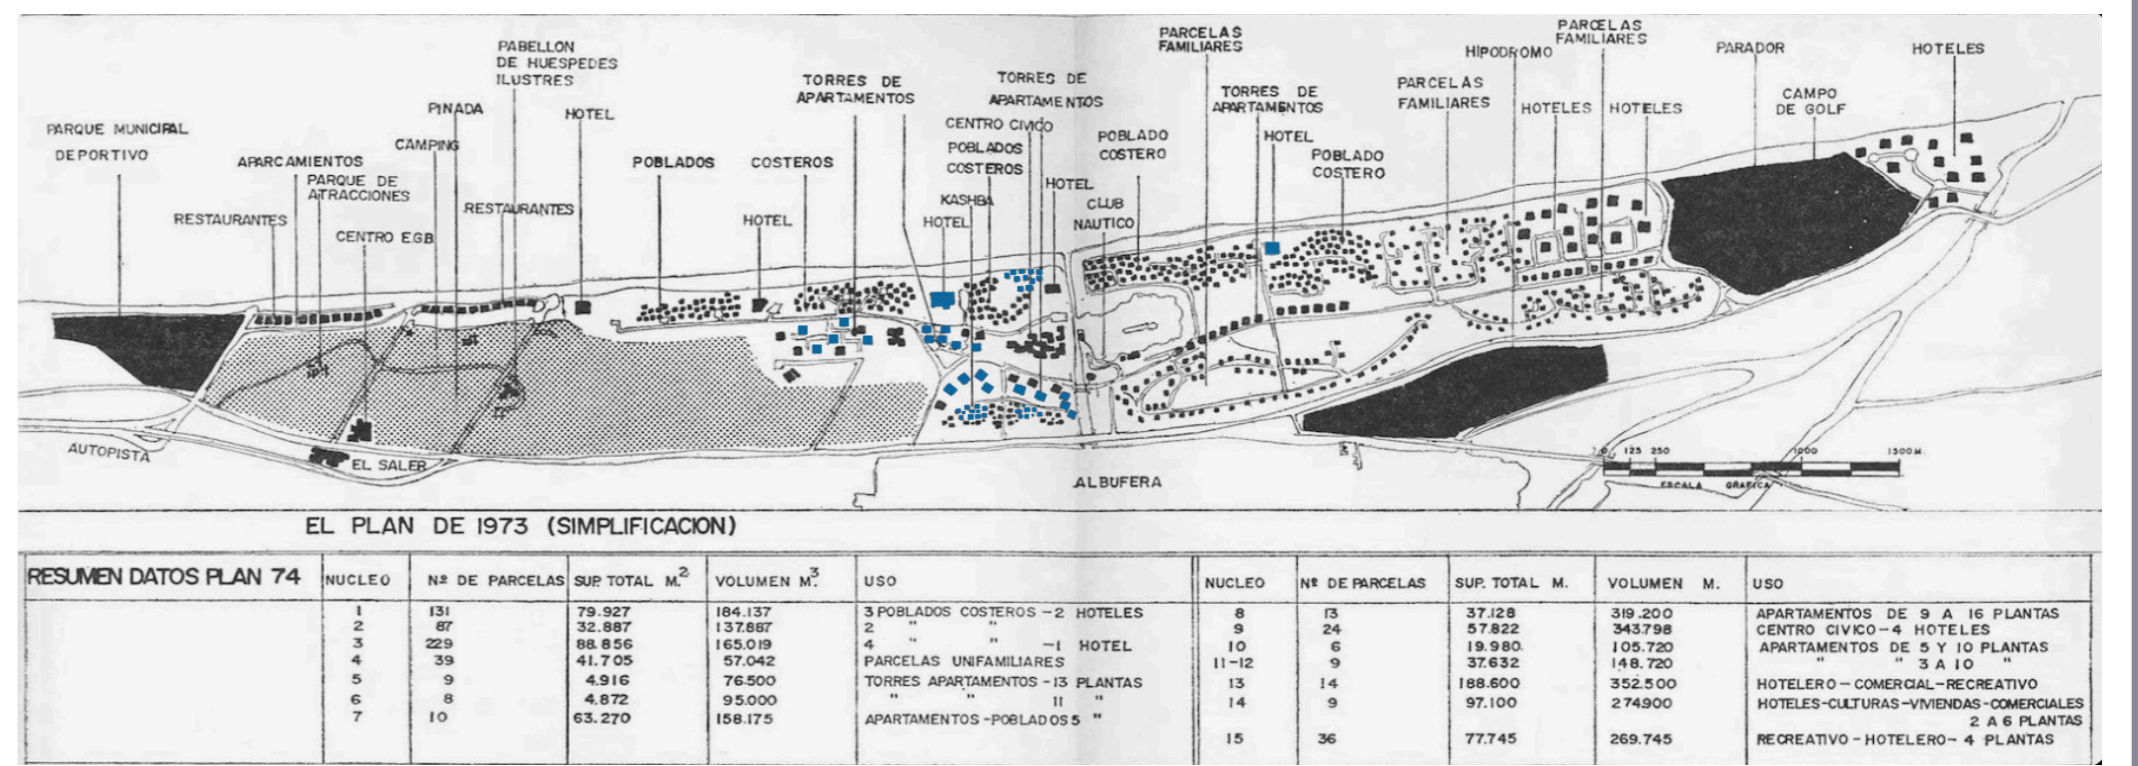 PARQUE MUNICIPAL
DEPORTIVO
RESTAURANTES
APARCAMIENTOS
PARQUE DE
ATRACCIONES
CENTRO E.G.B.
CAMPING
PINADA
PABELLON
DE HUESPEDES
ILUSTRES
RESTAURANTES
HOTEL
POBLADOS COSTEROS
HOTEL
TORRES DE
APARTAMENTOS
HOTEL
KASHBA
CENTRO CIVICO
POBLADOS
COSTEROS
TORRES DE
APARTAMENTOS
HOTEL
CLUB
NAUTICO
POBLADO
COSTERO
PARCELAS
FAMILIARES
TORRES DE
APARTAMENTOS
HOTEL
POBLADO
COSTERO
PARCELAS
FAMILIARES
HIPODROMO
HOTELES
PARCELAS
FAMILIARES
HOTELES
PARADOR
CAMPO
DE GOLF
HOTELES
AUTOPISTA
EL SALER
ALBUFERA
0 125 250 1000 1500 M.
ESCALA GRAFICA
EL PLAN DE 1973 (SIMPLIFICACION)
RESUMEN DATOS PLAN 74
NUCLEO Nº DE PARCELAS SUP. TOTAL M.2 VOLUMEN M3 USO
1 131 79.927 184.137 3 POBLADOS COSTEROS - 2 HOTELES
2 87 32.887 137.887 2 " "
3 229 88.856 165.019 4 " " - 1 HOTEL
4 39 41.705 57.042 PARCELAS UNIFAMILIARES
5 9 4.916 76.500 TORRES APARTAMENTOS - 13 PLANTAS
6 8 4.872 95.000 " " 11 "
7 10 63.270 158.175 APARTAMENTOS - POBLADOS 5 "
NUCLEO Nº DE PARCELAS SUP. TOTAL M. VOLUMEN M. USO
8 13 37.128 319.200 APARTAMENTOS DE 9 A 16 PLANTAS
9 24 57.822 343.798 CENTRO CIVICO - 4 HOTELES
10 6 19.980 105.720 APARTAMENTOS DE 5 Y 10 PLANTAS
11-12 9 37.632 148.720 " " 3 A 10 "
13 14 188.600 352.500 HOTELERO - COMERCIAL - RECREATIVO
14 9 97.100 274.900 HOTELES - CULTURAS - VIVIENDAS - COMERCIALES
2 A 6 PLANTAS
15 36 77.745 269.745 RECREATIVO - HOTELERO - 4 PLANTAS